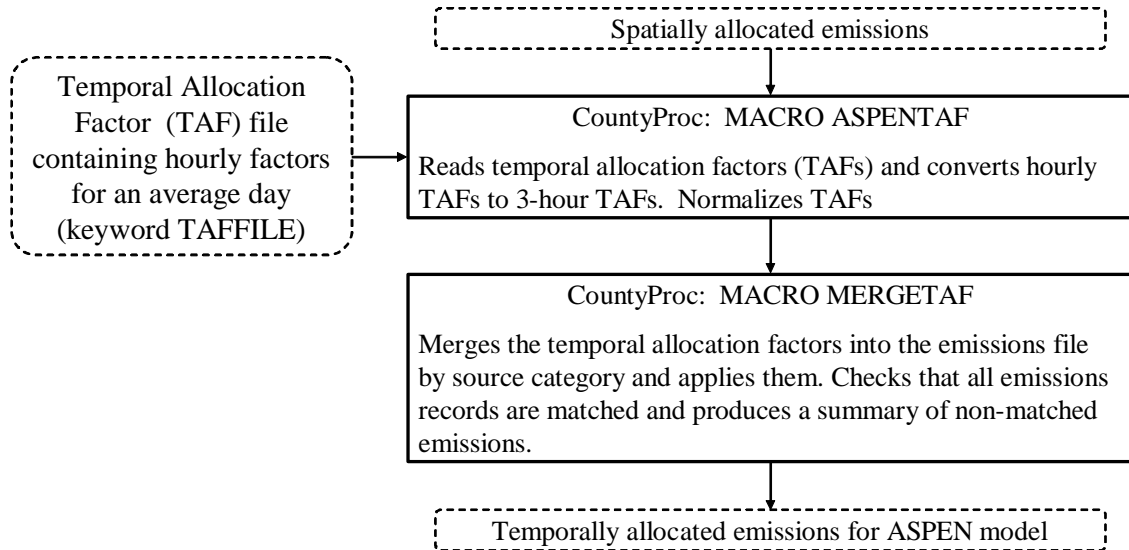 Spatially allocated emissions
Temporal Allocation
Factor (TAF) file
containing hourly factors
for an average day
(keyword TAFFILE)
CountyProc: MACRO ASPENTAF
Reads temporal allocation factors (TAFs) and converts hourly
TAFs to 3-hour TAFs. Normalizes TAFs
CountyProc: MACRO MERGETAF
Merges the temporal allocation factors into the emissions file
by source category and applies them. Checks that all emissions
records are matched and produces a summary of non-matched
emissions.
Temporally allocated emissions for ASPEN model